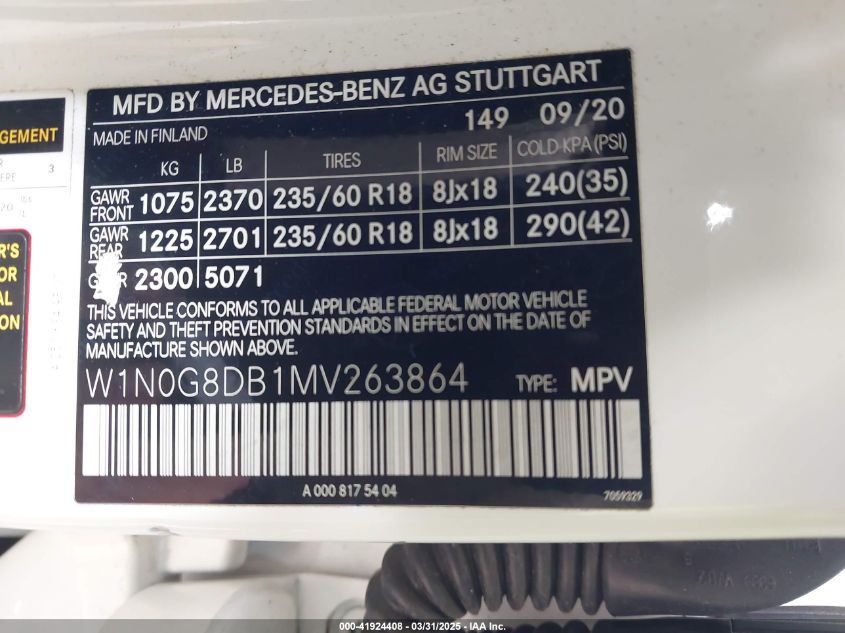 MFD BY MERCEDES-BENZ AG STUTTGART
149 09/20
MADE IN FINLAND
KG LB TIRES RIM SIZE COLD KPA (PSI)
GAWR FRONT 1075 2370 235/60 R18 8Jx18 240(35)
GAWR REAR 1225 2701 235/60 R18 8Jx18 290(42)
2300 5071
THIS VEHICLE CONFORMS TO ALL APPLICABLE FEDERAL MOTOR VEHICLE
SAFETY AND THEFT PREVENTION STANDARDS IN EFFECT ON THE DATE OF
MANUFACTURE SHOWN ABOVE.
W1N0G8DB1MV263864 TYPE: MPV
A 000 817 54 04
7059329
GEMENT
3
000-41924408 - 03/31/2025 - IAA Inc.